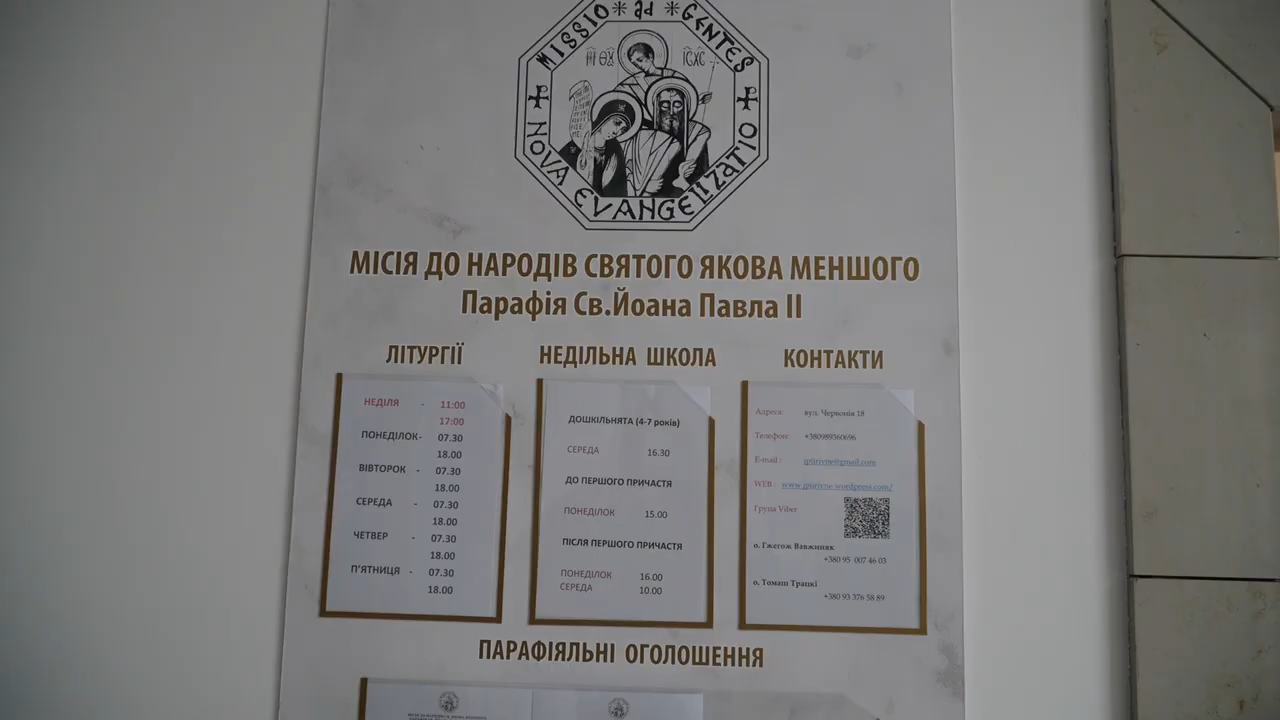 MISSIO * ad * GENTES
NOVA EVANGELIZATIO
МІСІЯ ДО НАРОДІВ СВЯТОГО ЯКОВА МЕНШОГО
Парафія Св.Йоана Павла II
ЛІТУРГІЇ
НЕДІЛЯ - 11:00
17:00
ПОНЕДІЛОК- 07.30
18.00
ВІВТОРОК - 07.30
18.00
СЕРЕДА - 07.30
18.00
ЧЕТВЕР - 07.30
18.00
П'ЯТНИЦЯ - 07.30
18.00
НЕДІЛЬНА ШКОЛА
ДОШКІЛЬНЯТА (4-7 років)
СЕРЕДА 16.30
ДО ПЕРШОГО ПРИЧАСТЯ
ПОНЕДІЛОК 15.00
ПІСЛЯ ПЕРШОГО ПРИЧАСТЯ
ПОНЕДІЛОК 16.00
СЕРЕДА 10.00
КОНТАКТИ
Адреса: вул. Червонія 18
Телефон: +380989360696
E-mail :
WEB :
Група Viber
о. Гжегож Вавжиняк
+380 95 007 46 03
о. Томаш Трацкі
+380 93 376 58 89
ПАРАФІЯЛЬНІ ОГОЛОШЕННЯ